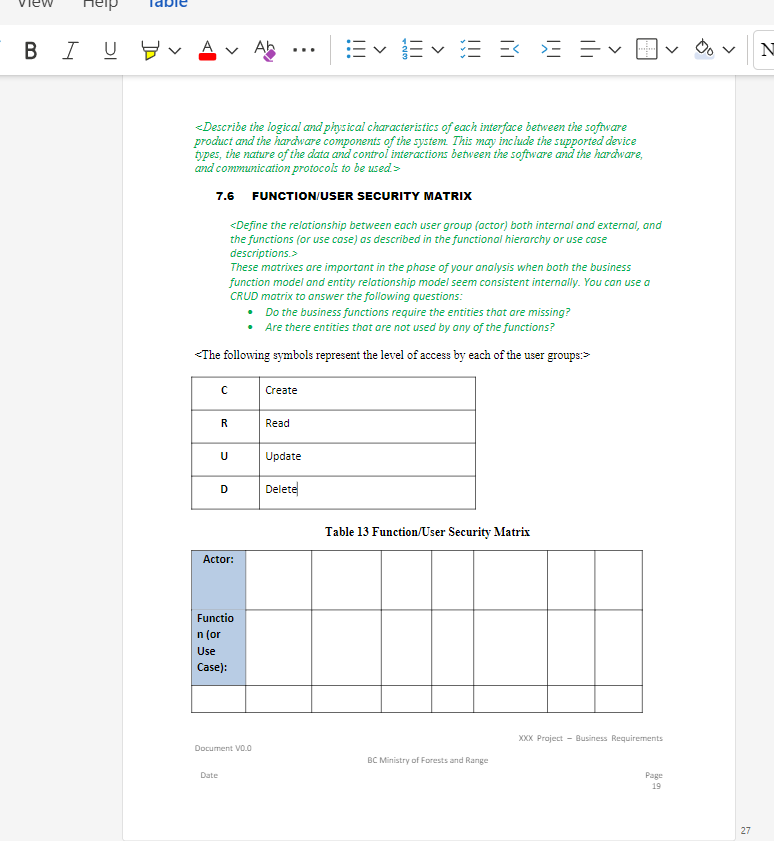 View Help Table
B I U A Ab ... N
<Describe the logical and physical characteristics of each interface between the software
product and the hardware components of the system. This may include the supported device
types, the nature of the data and control interactions between the software and the hardware,
and communication protocols to be used.>
7.6 FUNCTION/USER SECURITY MATRIX
<Define the relationship between each user group (actor) both internal and external, and
the functions (or use case) as described in the functional hierarchy or use case
descriptions.>
These matrixes are important in the phase of your analysis when both the business
function model and entity relationship model seem consistent internally. You can use a
CRUD matrix to answer the following questions:
• Do the business functions require the entities that are missing?
• Are there entities that are not used by any of the functions?
<The following symbols represent the level of access by each of the user groups:>
C Create
R Read
U Update
D Delete
Table 13 Function/User Security Matrix
Actor:
Functio
n (or
Use
Case):
XXX Project – Business Requirements
Document V0.0
BC Ministry of Forests and Range
Date Page
19
27